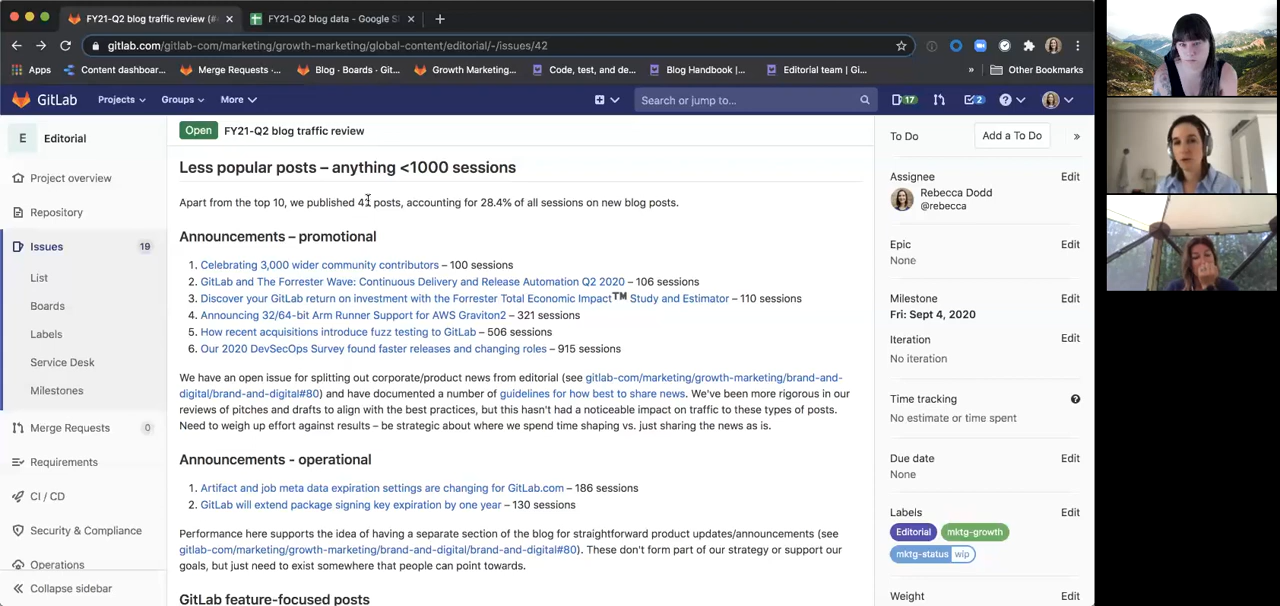 FY21-Q2 blog traffic review (#
FY21-Q2 blog data - Google S
gitlab.com/gitlab-com/marketing/growth-marketing/global-content/editorial/-/issues/42
Apps Content dashboar... Merge Requests ·... Blog · Boards · Git... Growth Marketing... Code, test, and de... Blog Handbook |... Editorial team | Gi... » Other Bookmarks
GitLab Projects Groups More Search or jump to... 17 2
E Editorial
Project overview
Repository
Issues 19
List
Boards
Labels
Service Desk
Milestones
Merge Requests 0
Requirements
CI / CD
Security & Compliance
Operations
Collapse sidebar
Open FY21-Q2 blog traffic review
Less popular posts – anything <1000 sessions
Apart from the top 10, we published 41 posts, accounting for 28.4% of all sessions on new blog posts.
Announcements – promotional
1. Celebrating 3,000 wider community contributors – 100 sessions
2. GitLab and The Forrester Wave: Continuous Delivery and Release Automation Q2 2020 – 106 sessions
3. Discover your GitLab return on investment with the Forrester Total Economic Impact™ Study and Estimator – 110 sessions
4. Announcing 32/64-bit Arm Runner Support for AWS Graviton2 – 321 sessions
5. How recent acquisitions introduce fuzz testing to GitLab – 506 sessions
6. Our 2020 DevSecOps Survey found faster releases and changing roles – 915 sessions
We have an open issue for splitting out corporate/product news from editorial (see gitlab-com/marketing/growth-marketing/brand-and-
digital/brand-and-digital#80) and have documented a number of guidelines for how best to share news. We've been more rigorous in our
reviews of pitches and drafts to align with the best practices, but this hasn't had a noticeable impact on traffic to these types of posts.
Need to weigh up effort against results – be strategic about where we spend time shaping vs. just sharing the news as is.
Announcements - operational
1. Artifact and job meta data expiration settings are changing for GitLab.com – 186 sessions
2. GitLab will extend package signing key expiration by one year – 130 sessions
Performance here supports the idea of having a separate section of the blog for straightforward product updates/announcements (see
gitlab-com/marketing/growth-marketing/brand-and-digital/brand-and-digital#80). These don't form part of our strategy or support our
goals, but just need to exist somewhere that people can point towards.
GitLab feature-focused posts
To Do Add a To Do »
Assignee Edit
Rebecca Dodd
@rebecca
Epic Edit
None
Milestone Edit
Fri: Sept 4, 2020
Iteration Edit
No iteration
Time tracking
No estimate or time spent
Due date Edit
None
Labels Edit
Editorial mktg-growth
mktg-status wip
Weight Edit